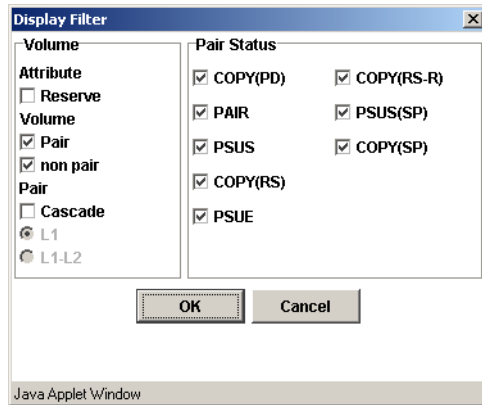 Display Filter
Volume
Attribute
Reserve
Volume
Pair
non pair
Pair
Cascade
L1
L1-L2
Pair Status
COPY(PD)
COPY(RS-R)
PAIR
PSUS(SP)
PSUS
COPY(SP)
COPY(RS)
PSUE
OK
Cancel
Java Applet Window